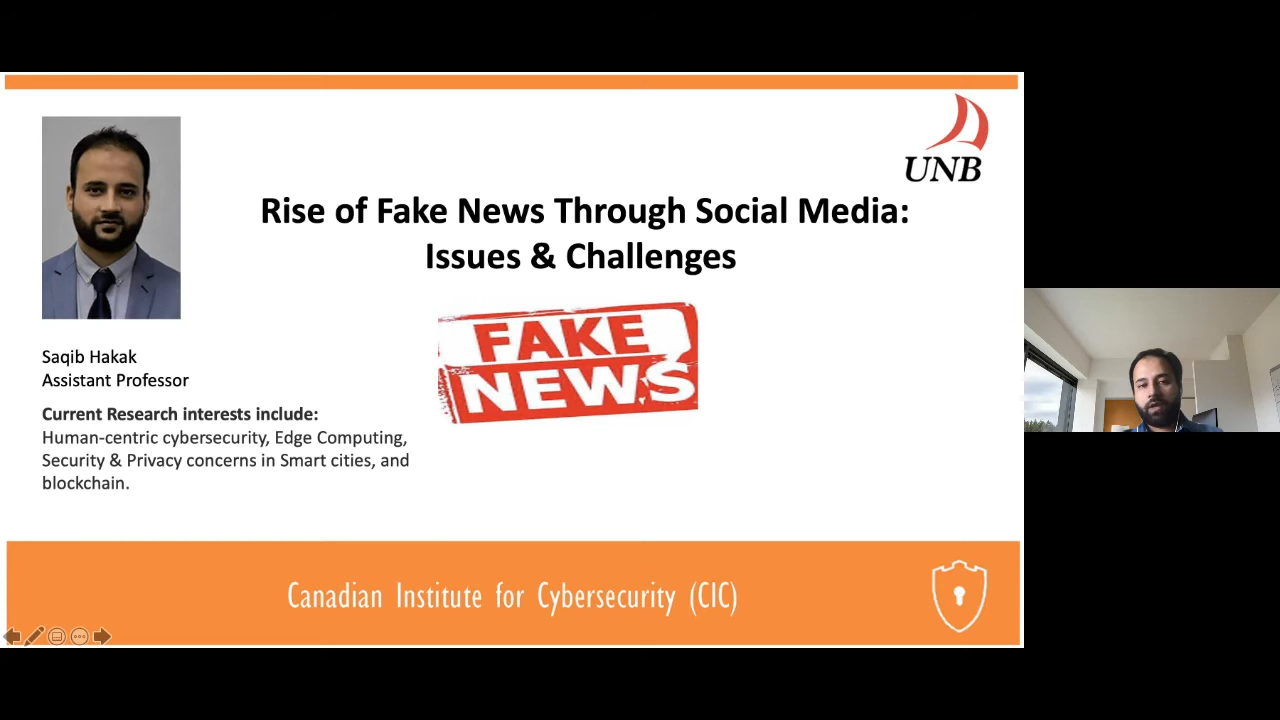 UNB
Rise of Fake News Through Social Media:
Issues & Challenges
FAKE
NEWS
Saqib Hakak
Assistant Professor
Current Research interests include:
Human-centric cybersecurity, Edge Computing,
Security & Privacy concerns in Smart cities, and
blockchain.
Canadian Institute for Cybersecurity (CIC)